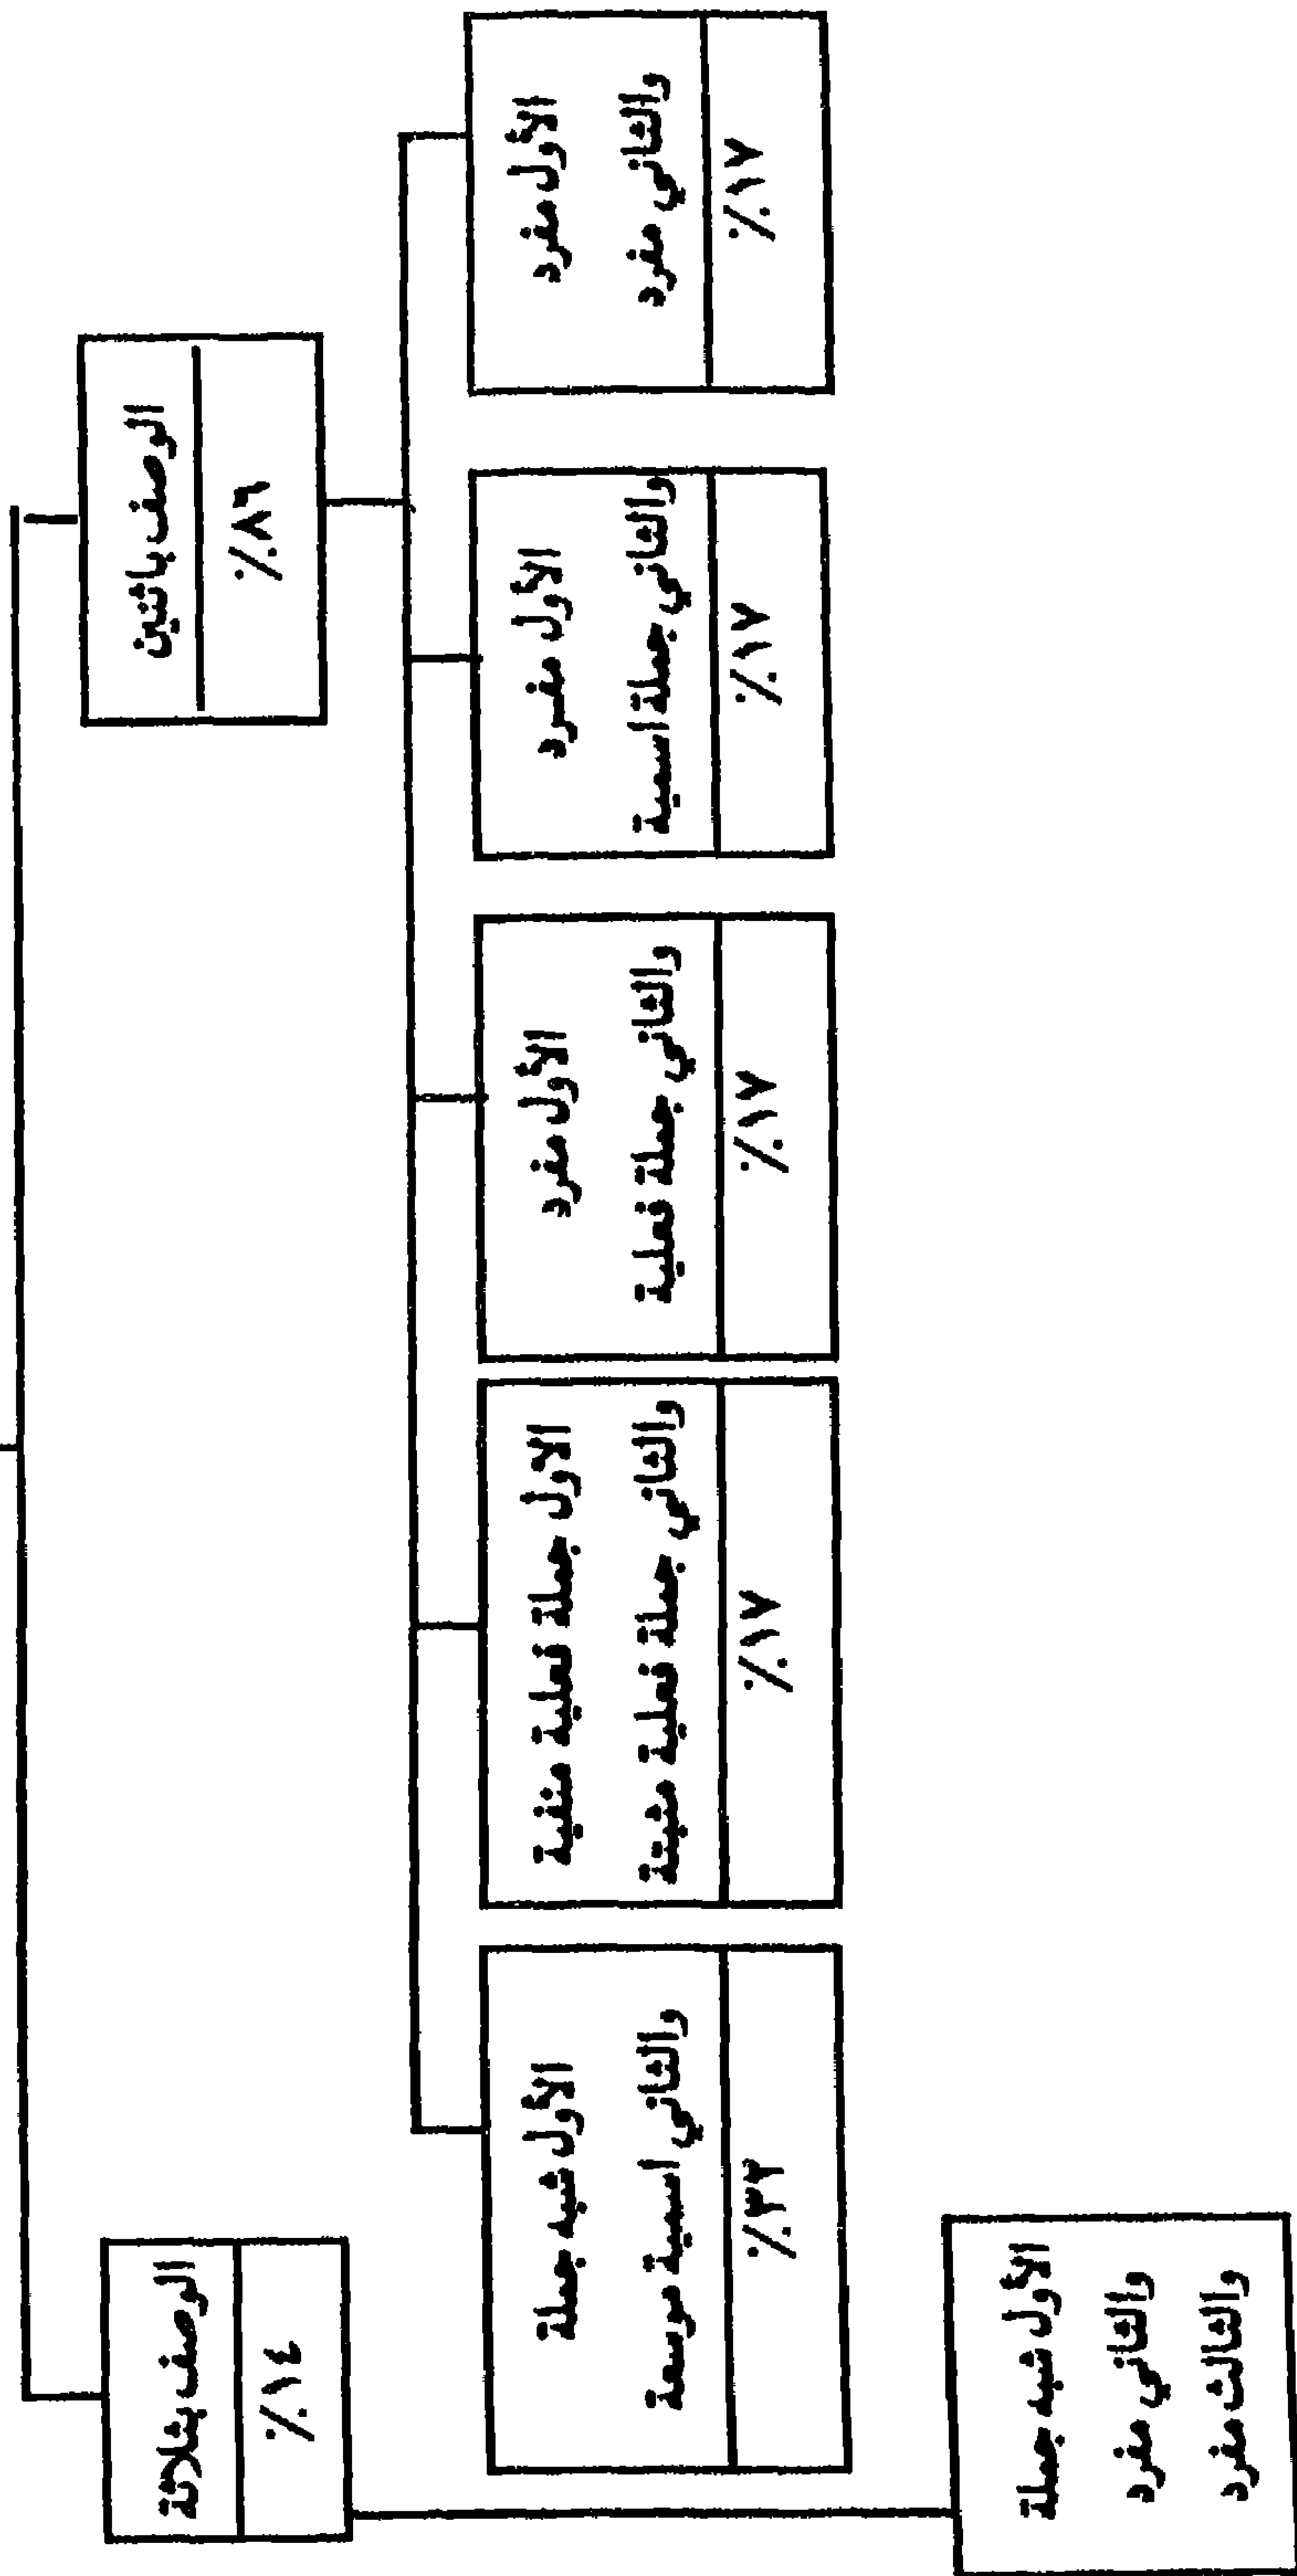 الوصف باثنين
٪٨٦
الوصف بثلاثة
٪١٤
الأول مفرد
والثاني مفرد
٪١٧
الأول مفرد
والثاني جملة اسمية
٪١٧
الأول مفرد
والثاني جملة فعلية
٪١٧
الاول جملة فعلية منفية
والثاني جملة فعلية مثبتة
٪١٧
الأول شبه جملة
والثاني اسمية موسعة
٪٣٢
الأول شبه جملة
والثاني مفرد
والثالث مفرد